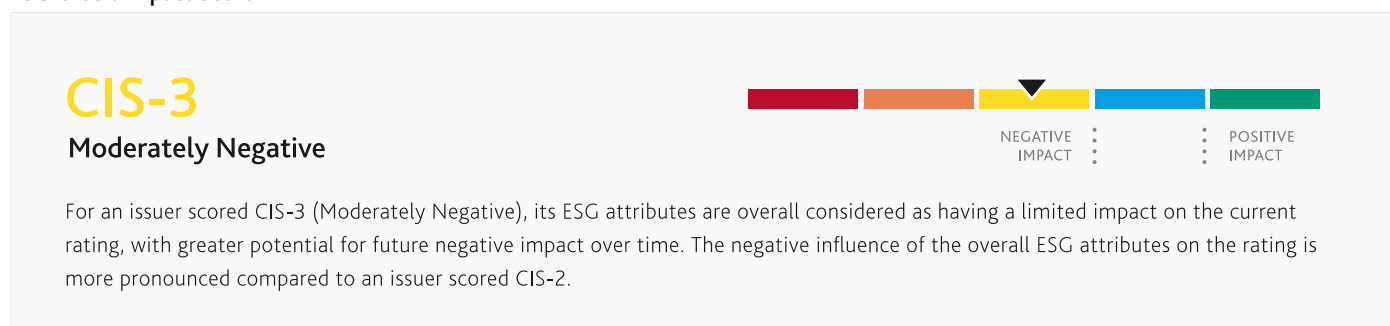 CIS-3
Moderately Negative
NEGATIVE
IMPACT
POSITIVE
IMPACT
For an issuer scored CIS-3 (Moderately Negative), its ESG attributes are overall considered as having a limited impact on the current
rating, with greater potential for future negative impact over time. The negative influence of the overall ESG attributes on the rating is
more pronounced compared to an issuer scored CIS-2.